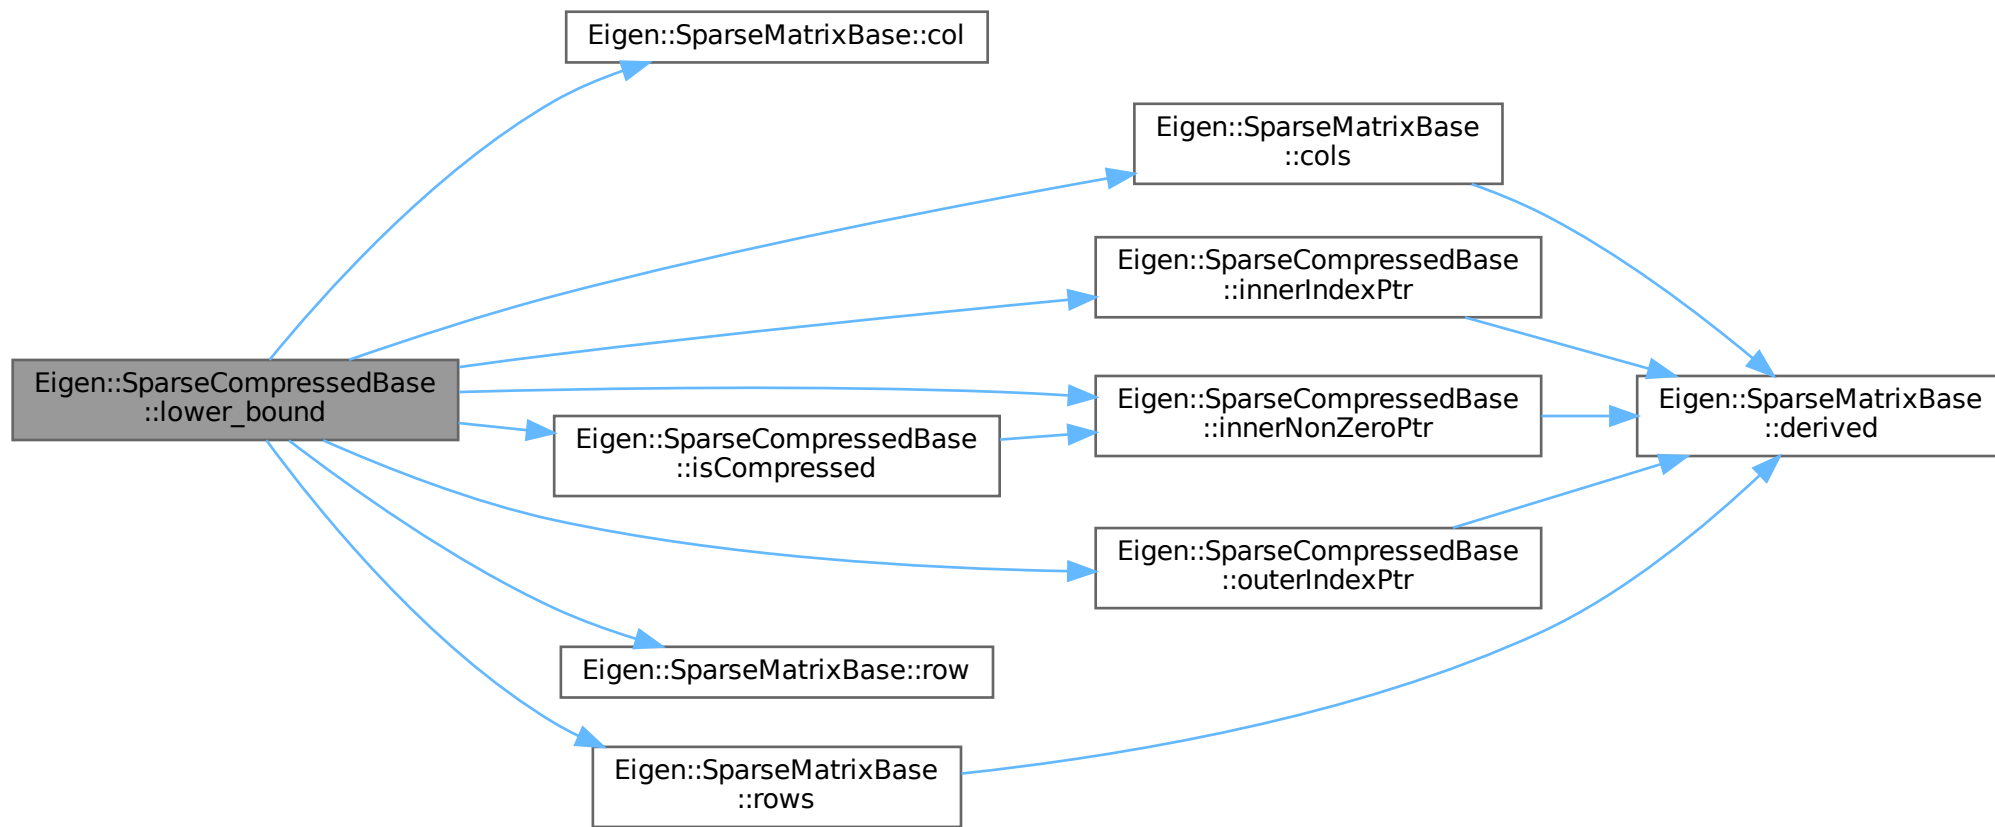 Eigen::SparseMatrixBase::col
Eigen::SparseMatrixBase
::cols
Eigen::SparseCompressedBase
::innerIndexPtr
Eigen::SparseCompressedBase
::lower_bound
Eigen::SparseCompressedBase
::innerNonZeroPtr
Eigen::SparseMatrixBase
::derived
Eigen::SparseCompressedBase
::isCompressed
Eigen::SparseCompressedBase
::outerIndexPtr
Eigen::SparseMatrixBase::row
Eigen::SparseMatrixBase
::rows